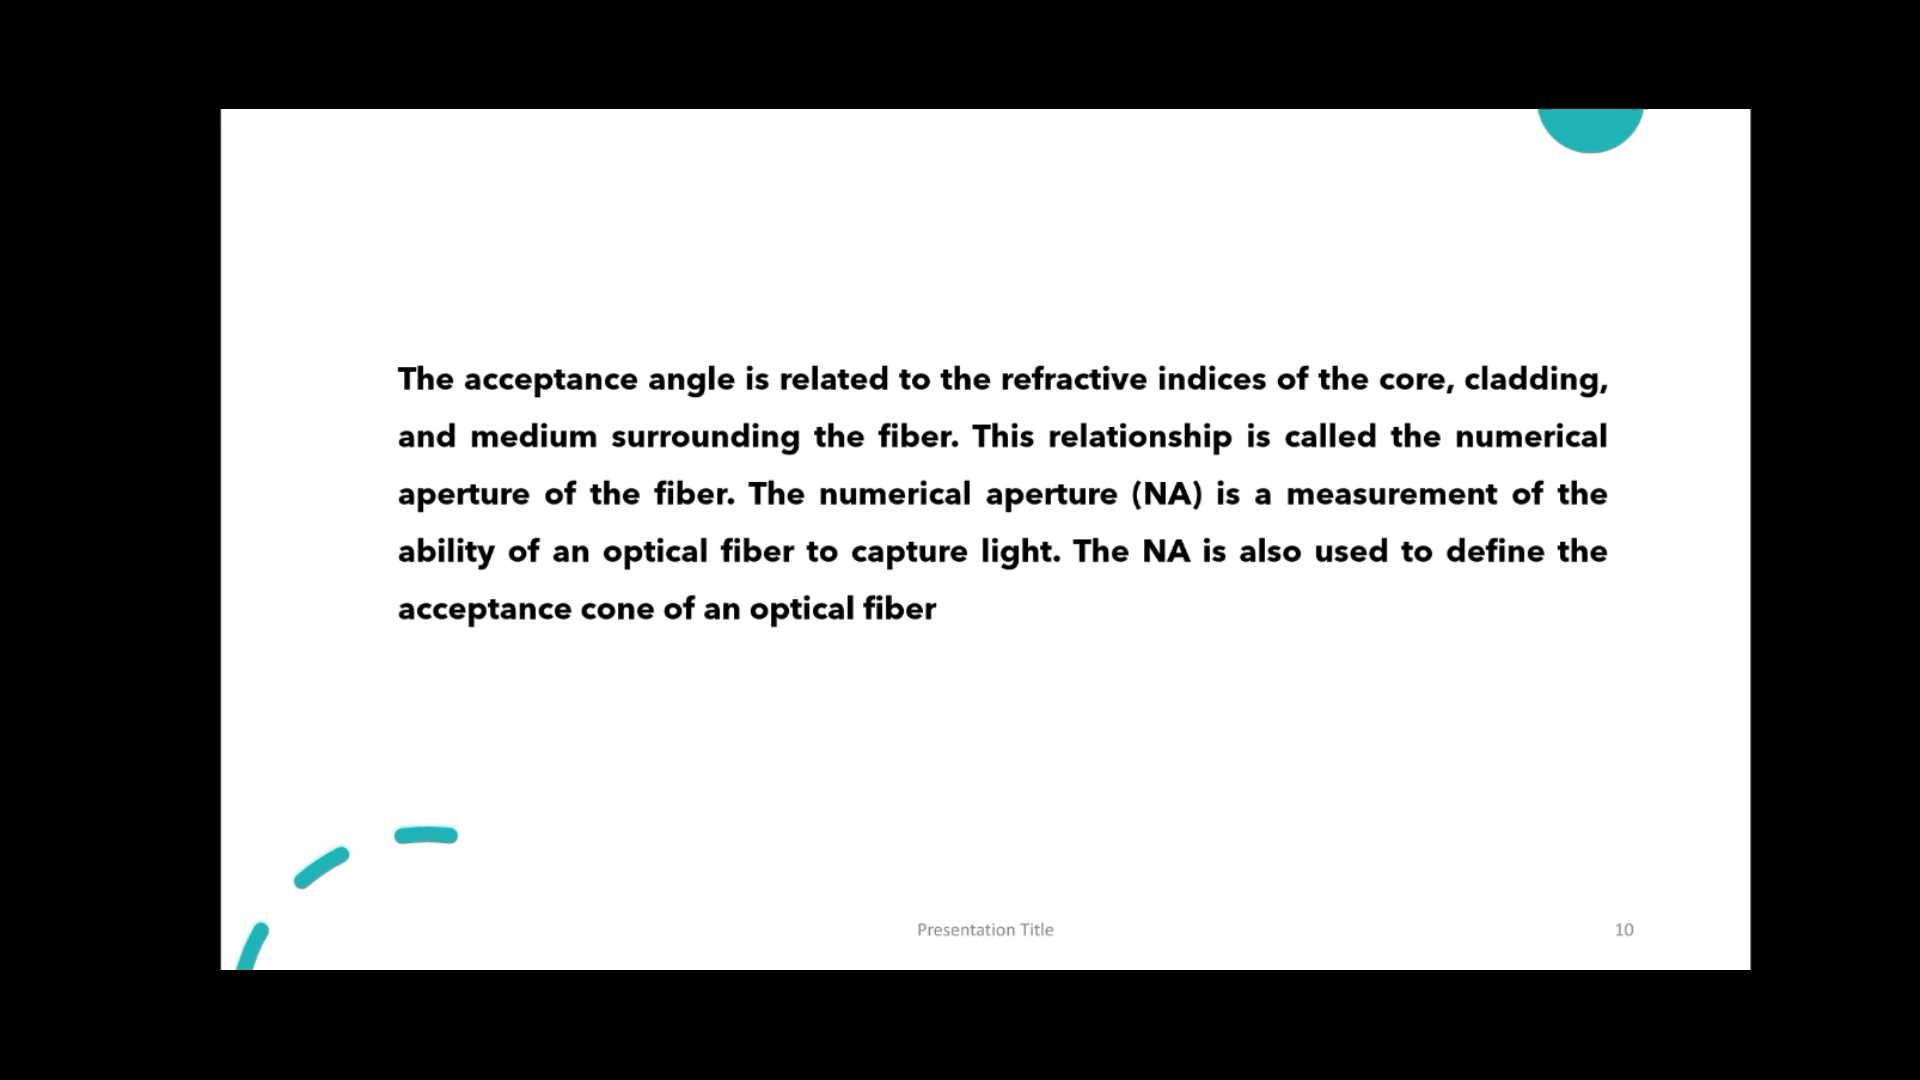 The acceptance angle is related to the refractive indices of the core, cladding,
and medium surrounding the fiber. This relationship is called the numerical
aperture of the fiber. The numerical aperture (NA) is a measurement of the
ability of an optical fiber to capture light. The NA is also used to define the
acceptance cone of an optical fiber
Presentation Title
10